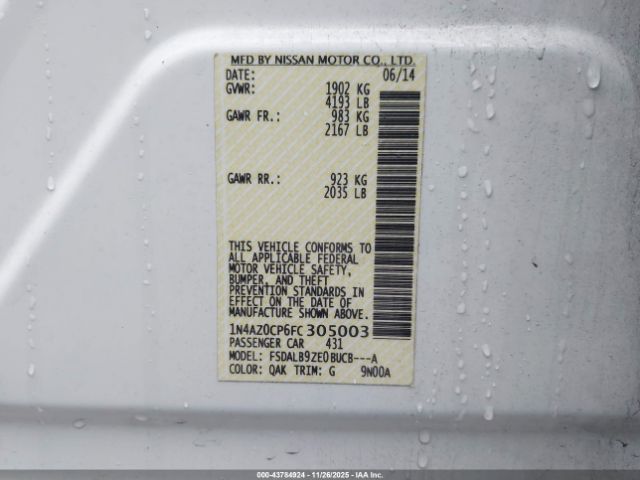 MFD BY NISSAN MOTOR CO., LTD.
DATE: 06/14
GVWR: 1902 KG
4193 LB
GAWR FR.: 983 KG
2167 LB
GAWR RR.: 923 KG
2035 LB
THIS VEHICLE CONFORMS TO
ALL APPLICABLE FEDERAL
MOTOR VEHICLE SAFETY,
BUMPER, AND THEFT
PREVENTION STANDARDS IN
EFFECT ON THE DATE OF
MANUFACTURE SHOWN ABOVE.
1N4AZ0CP6FC305003
PASSENGER CAR 431
MODEL: FSDALB9ZE0BUCB---A
COLOR: QAK TRIM: G 9N00A
000-43784924 | 11/26/2025 | IAA Inc.